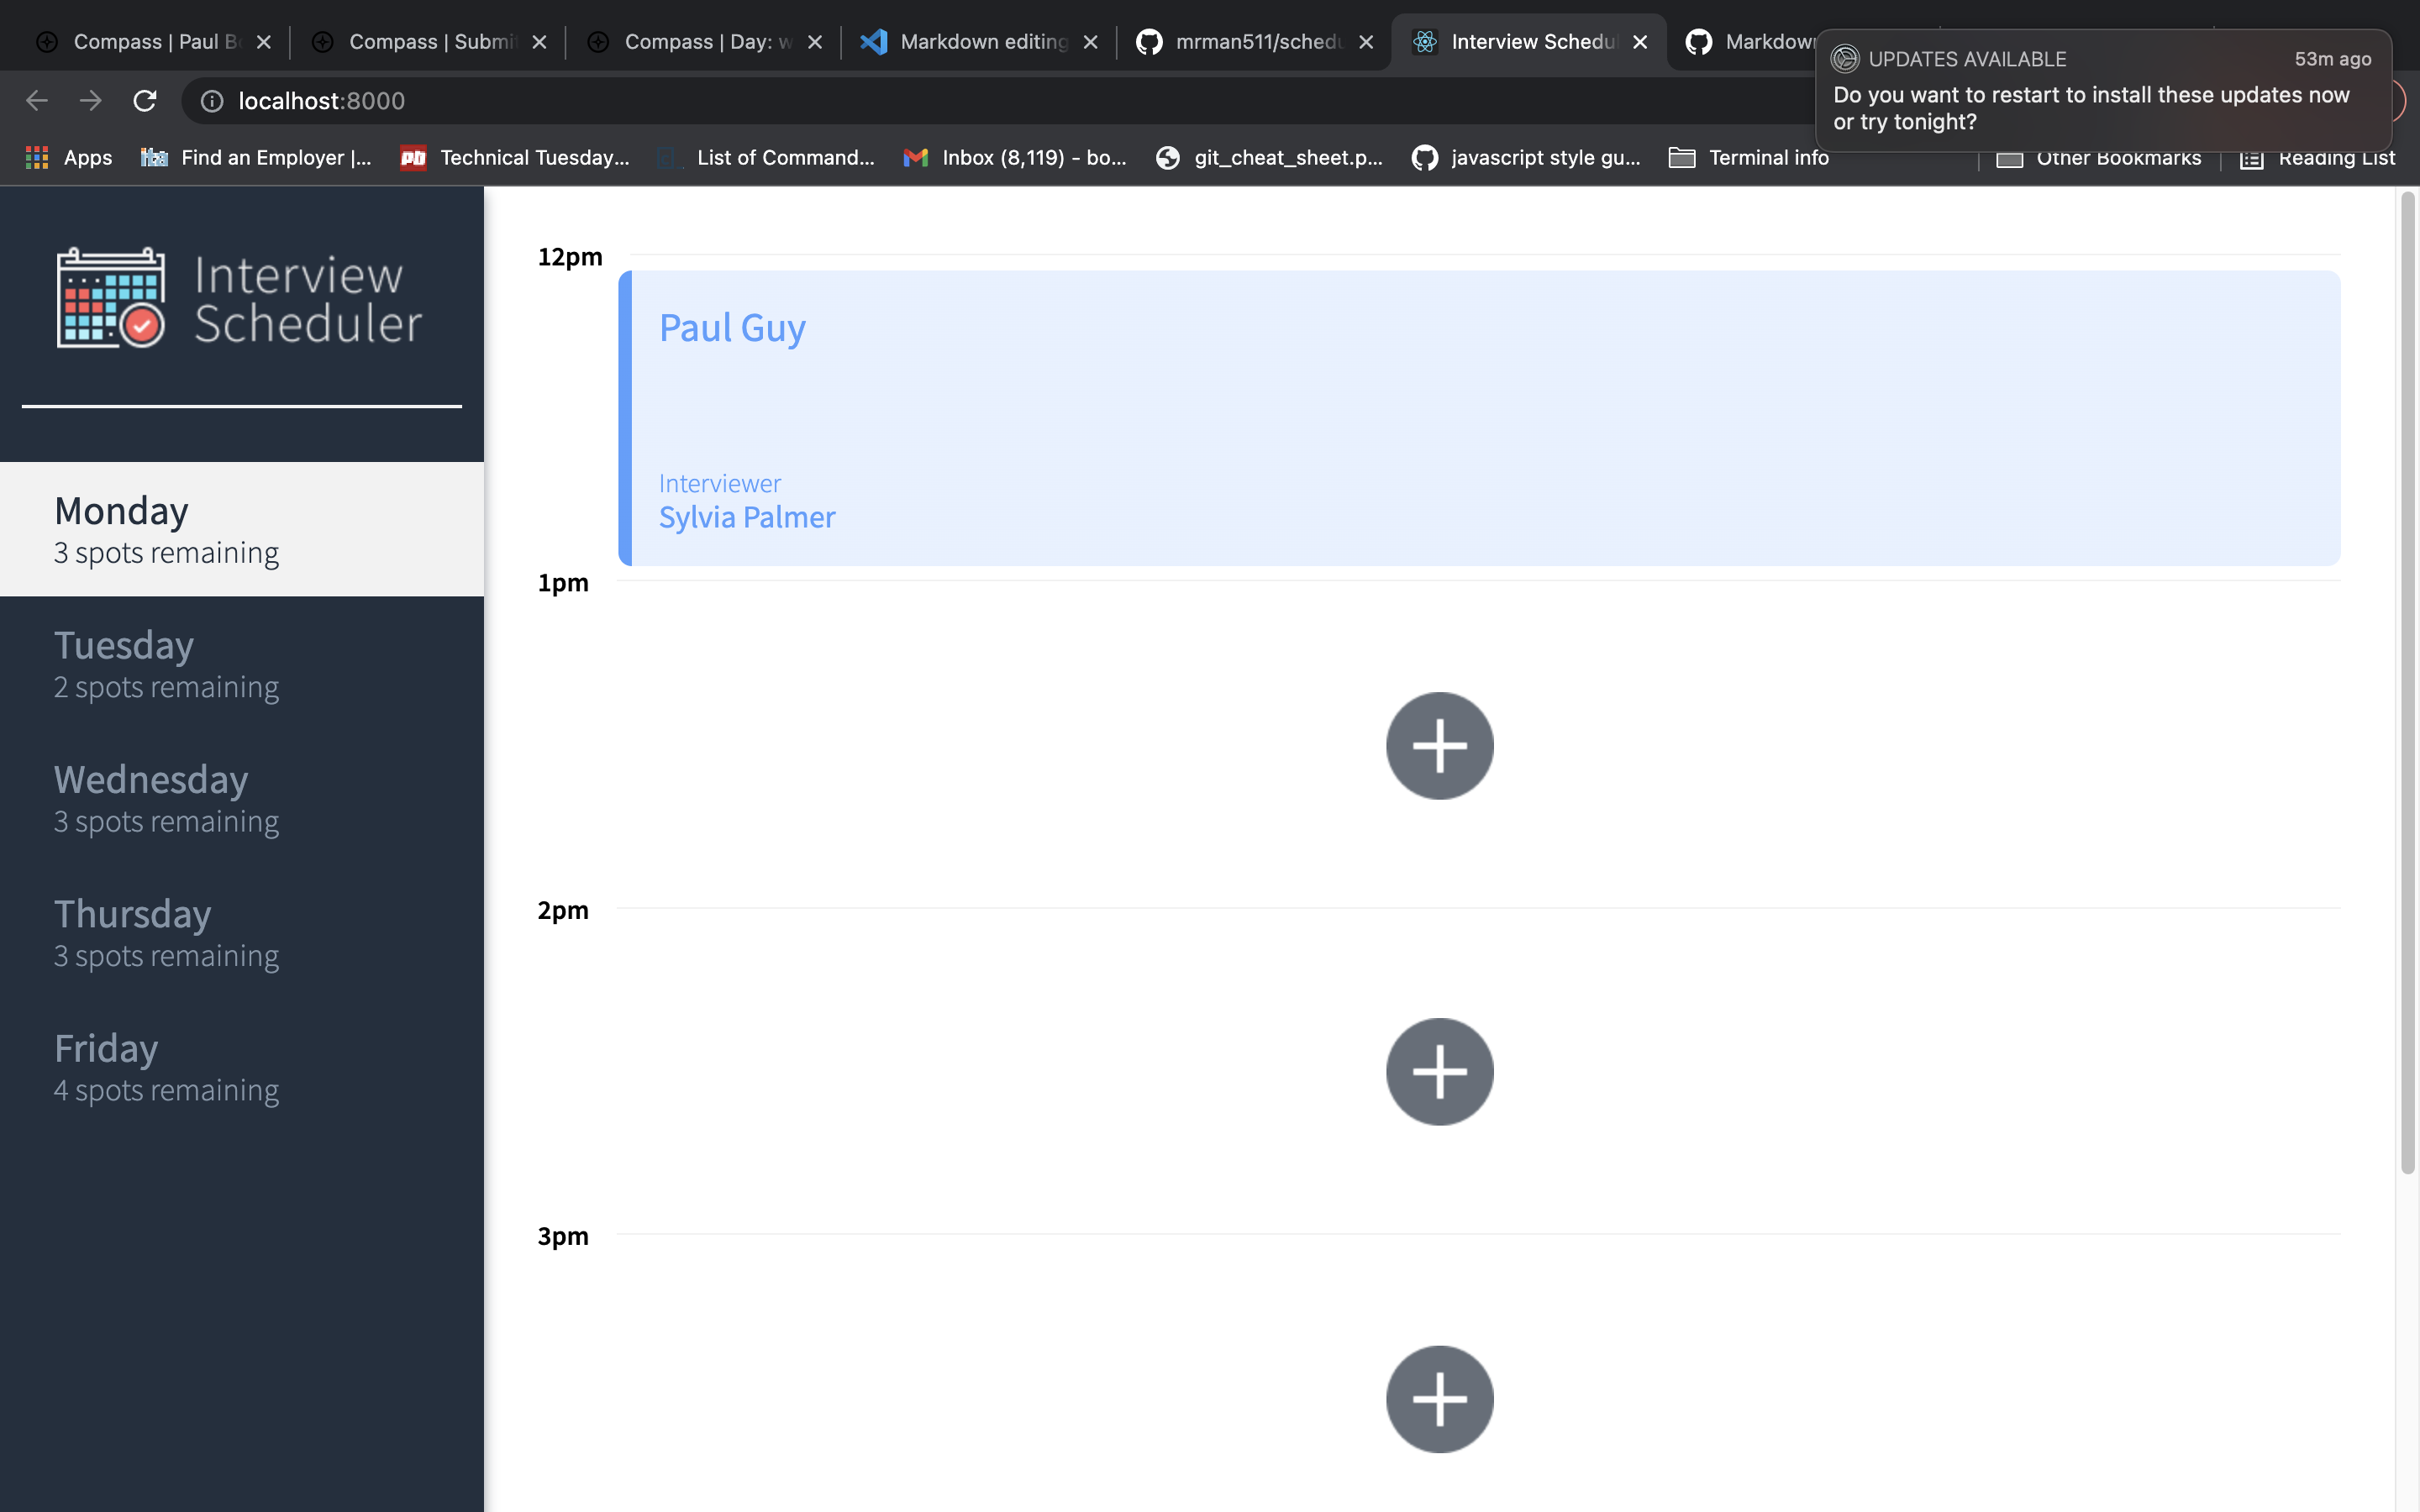 Compass | Paul B
Compass | Submi
Compass | Day: w
Markdown editing
mrman511/schedu
Interview Schedul
Markdown
UPDATES AVAILABLE
53m ago
Do you want to restart to install these updates now
or try tonight?
localhost:8000
Apps
Find an Employer |...
Technical Tuesday...
List of Command...
Inbox (8,119) - bo...
git_cheat_sheet.p...
javascript style gu...
Terminal info
Other Bookmarks
Reading List
Interview
Scheduler
Monday
3 spots remaining
Tuesday
2 spots remaining
Wednesday
3 spots remaining
Thursday
3 spots remaining
Friday
4 spots remaining
12pm
Paul Guy
Interviewer
Sylvia Palmer
1pm
2pm
3pm